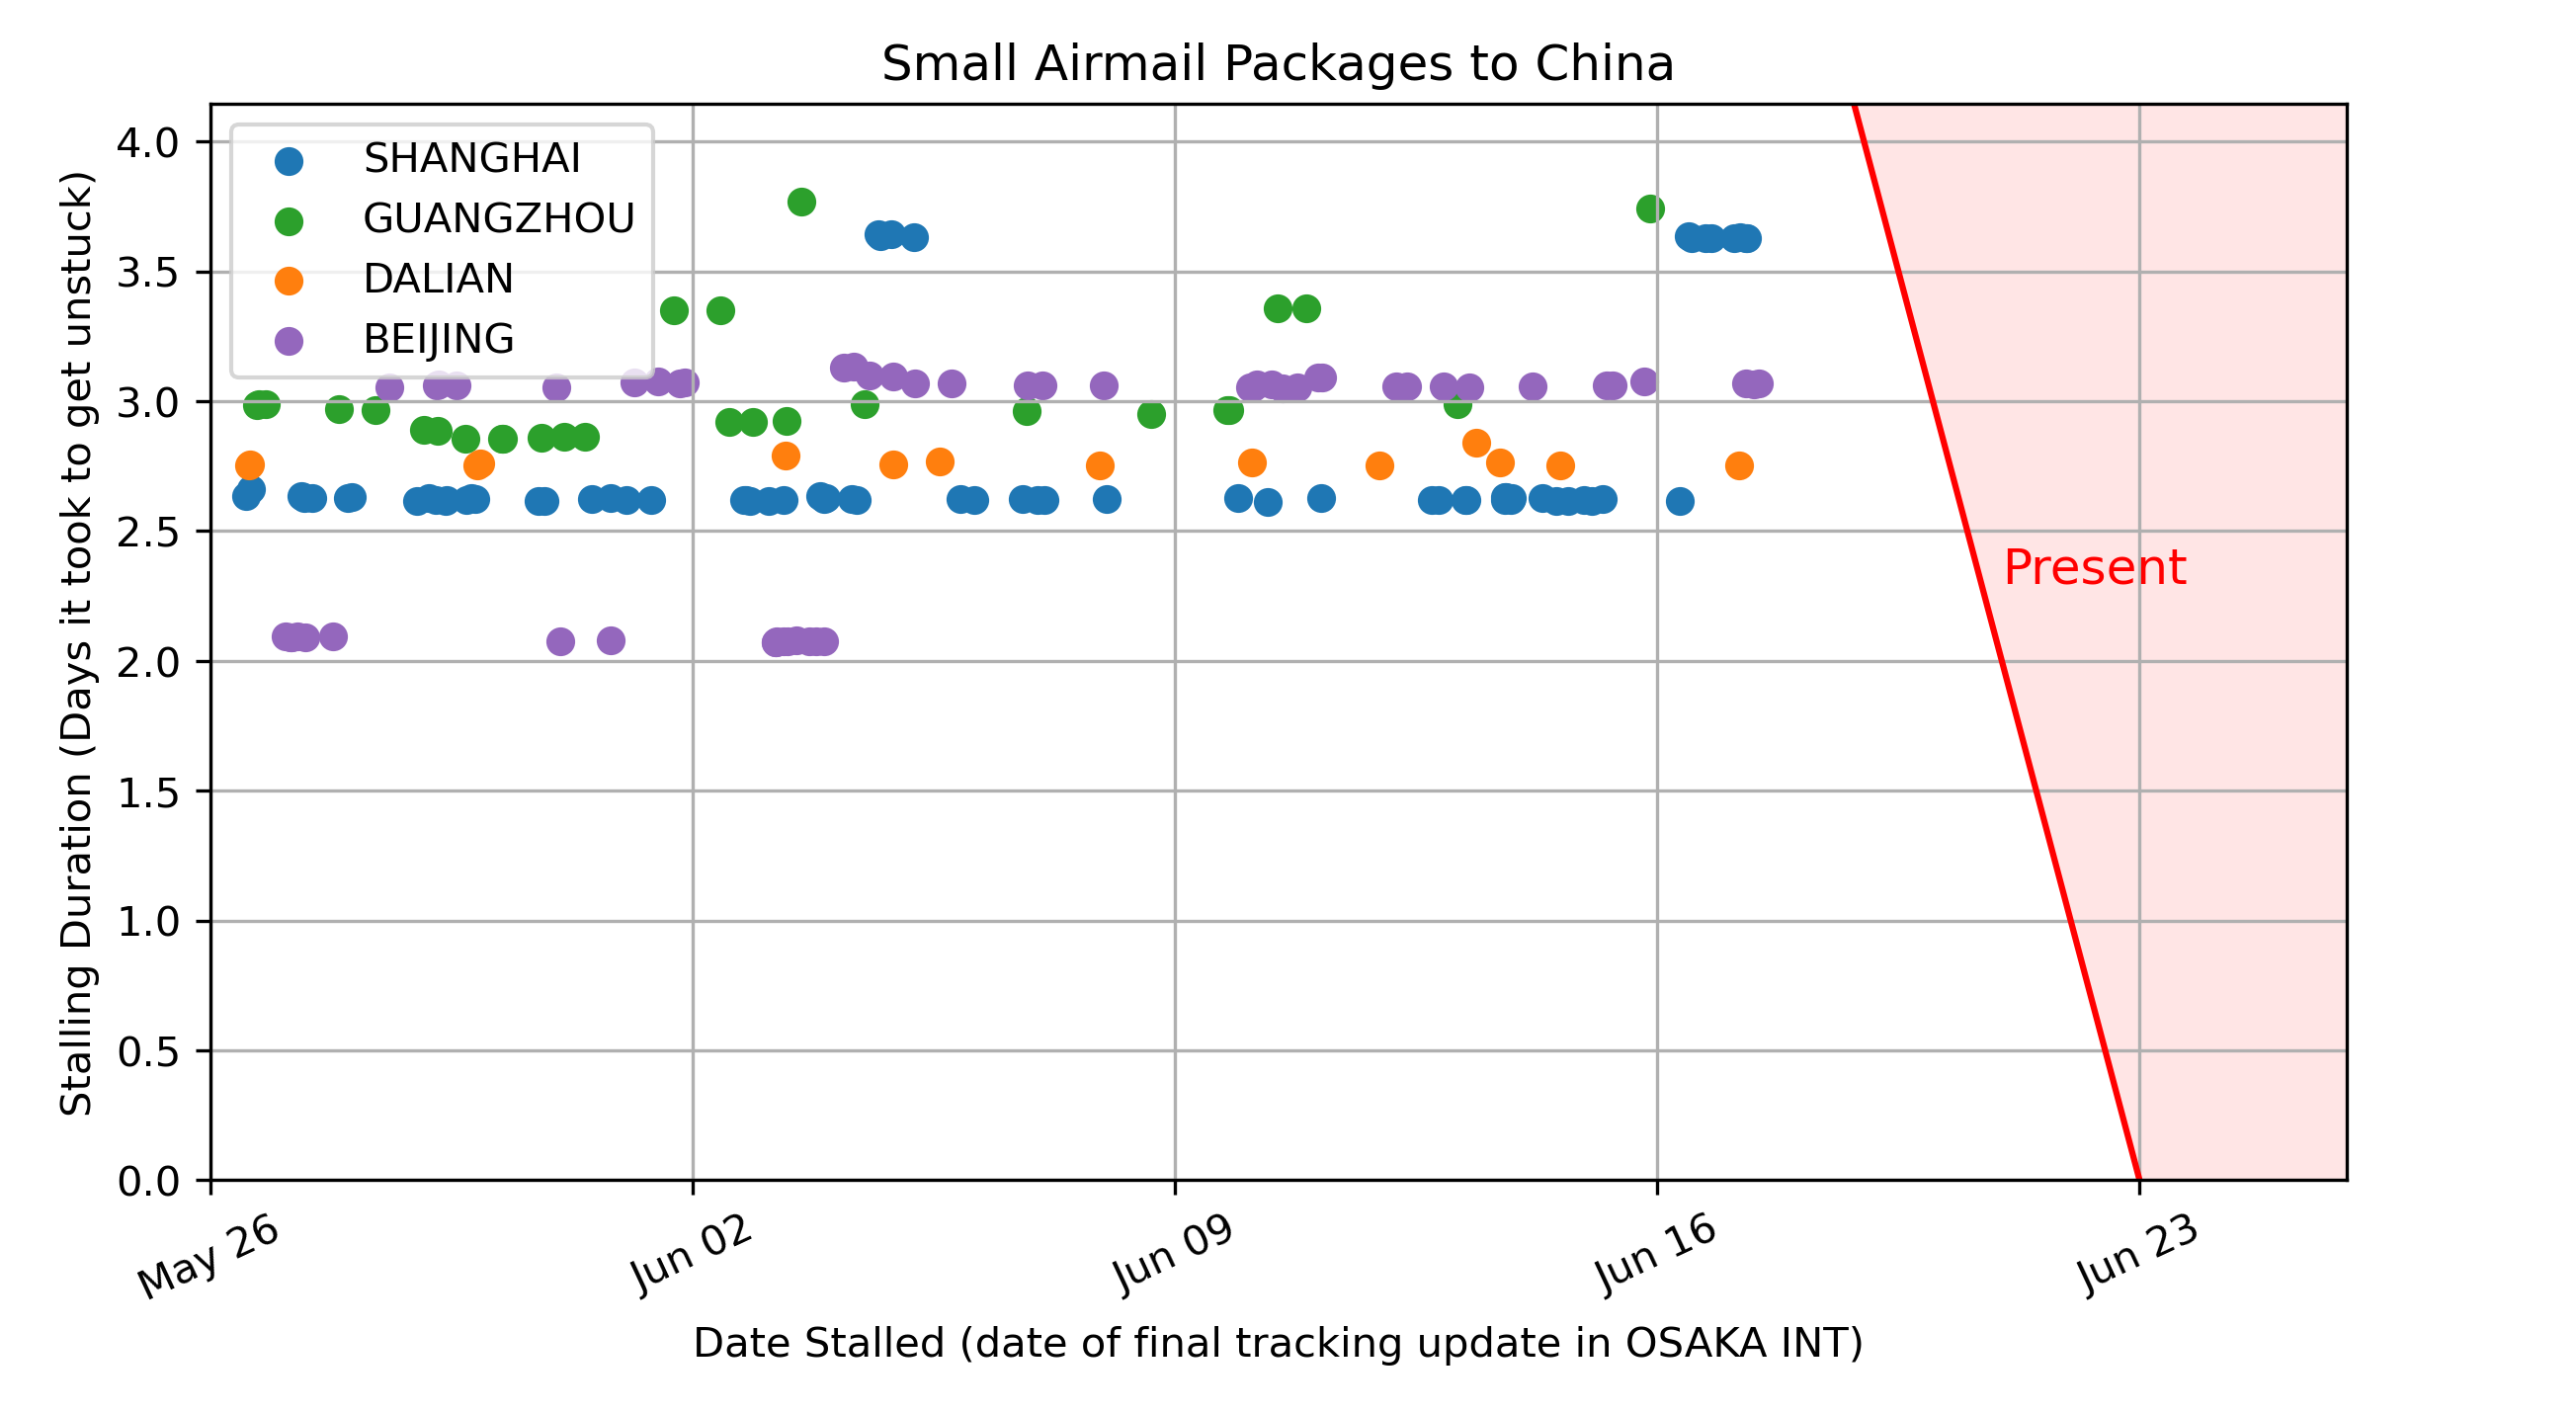 Small Airmail Packages to China
SHANGHAI
GUANGZHOU
DALIAN
BEIJING
Stalling Duration (Days it took to get unstuck)
4.0
3.5
3.0
2.5
2.0
1.5
1.0
0.5
0.0
Present
May 26
Jun 02
Jun 09
Jun 16
Jun 23
Date Stalled (date of final tracking update in OSAKA INT)